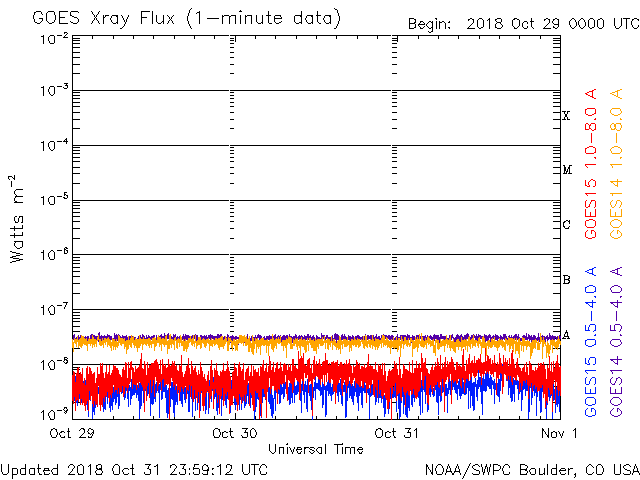 GOES Xray Flux (1-minute data)
Begin: 2018 Oct 29 0000 UTC
10⁻²
10⁻³
10⁻⁴
10⁻⁵
10⁻⁶
10⁻⁷
10⁻⁸
10⁻⁹
Watts m⁻²
X
M
C
B
A
GOES15 1.0-8.0 A
GOES14 1.0-8.0 A
GOES15 0.5-4.0 A
GOES14 0.5-4.0 A
Oct 29
Oct 30
Oct 31
Nov 1
Universal Time
Updated 2018 Oct 31 23:59:12 UTC
NOAA/SWPC Boulder, CO USA